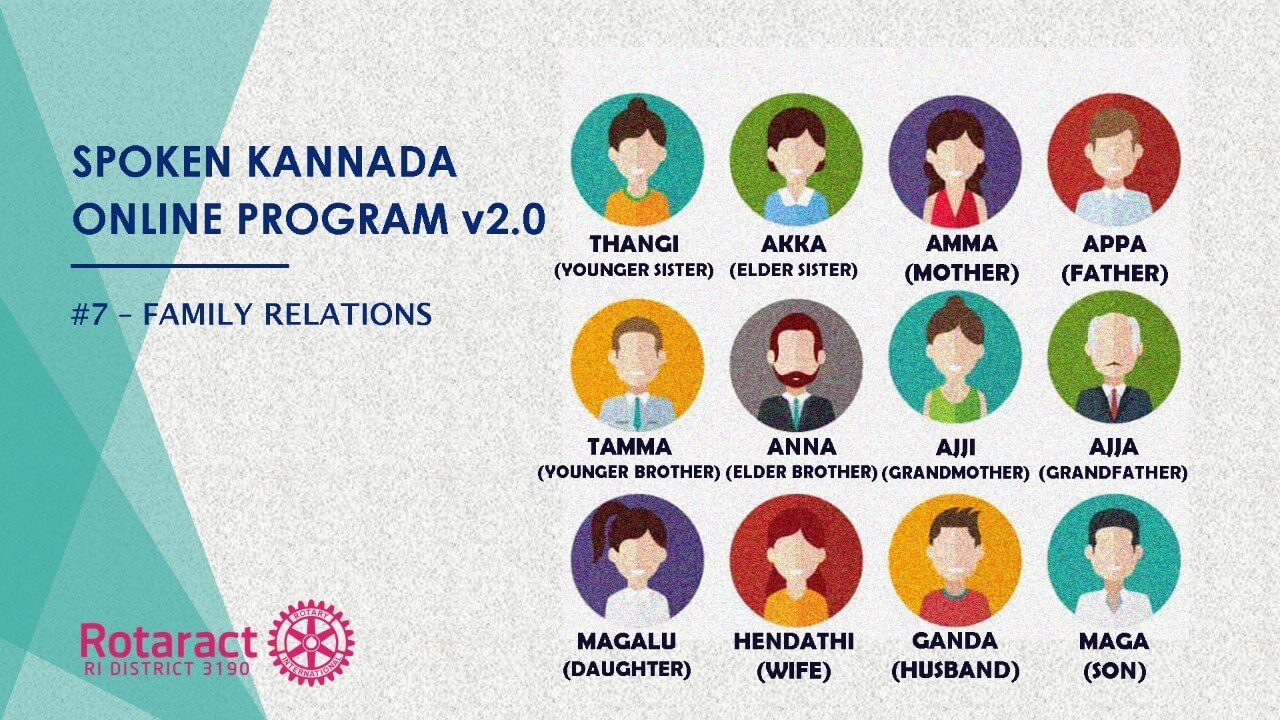 SPOKEN KANNADA
ONLINE PROGRAM v2.0
#7 – FAMILY RELATIONS
THANGI
(YOUNGER SISTER)
AKKA
(ELDER SISTER)
AMMA
(MOTHER)
APPA
(FATHER)
TAMMA
(YOUNGER BROTHER)
ANNA
(ELDER BROTHER)
AJJI
(GRANDMOTHER)
AJJA
(GRANDFATHER)
MAGALU
(DAUGHTER)
HENDATHI
(WIFE)
GANDA
(HUSBAND)
MAGA
(SON)
Rotaract
RI DISTRICT 3190
ROTARY
INTERNATIONAL